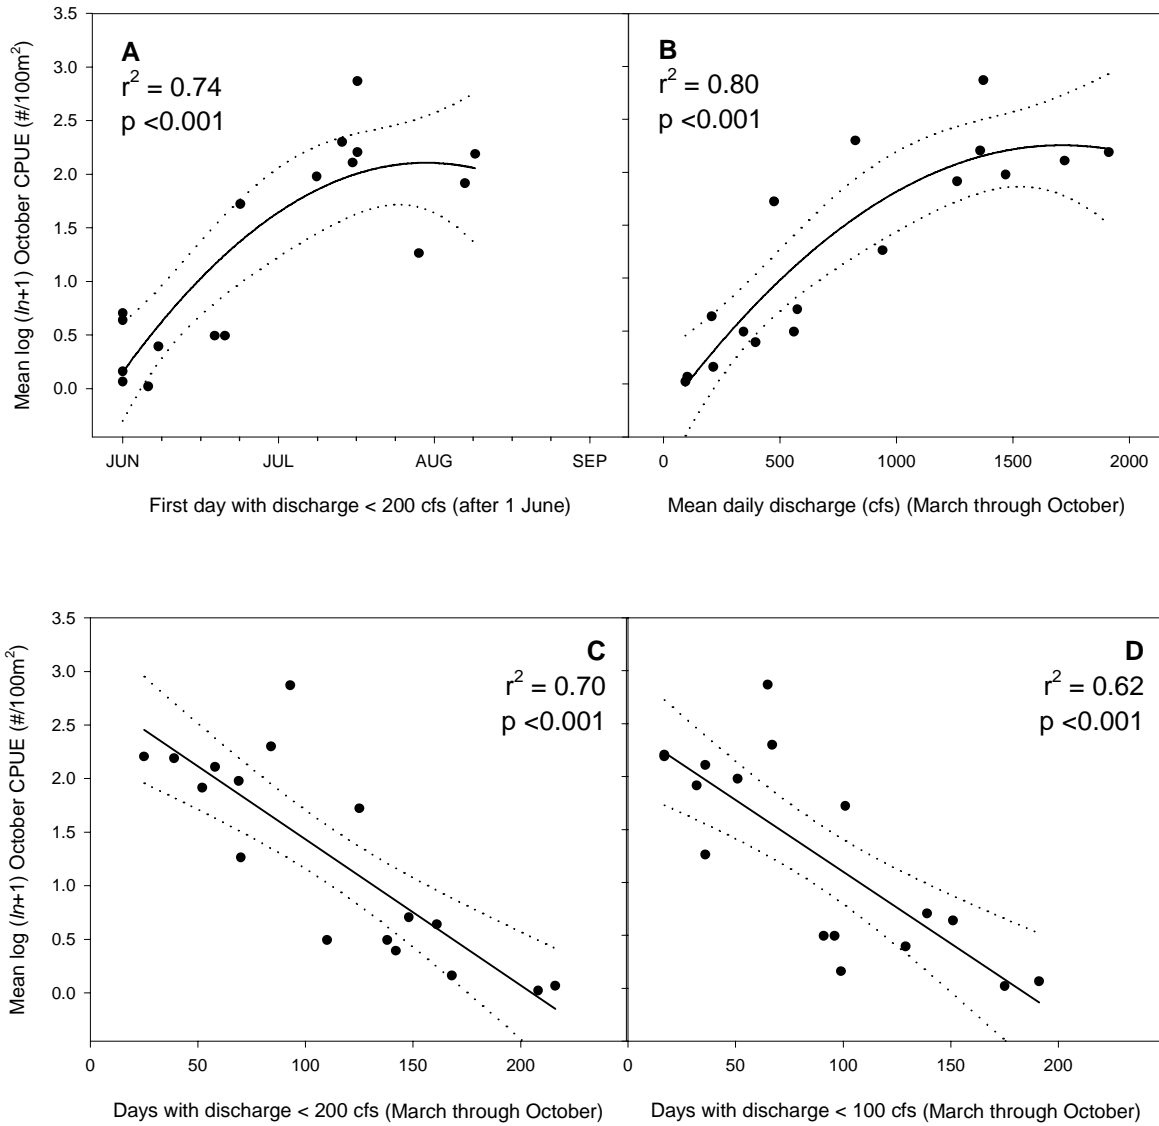 Mean log (ln+1) October CPUE (#/100m²)
3.5
3.0
2.5
2.0
1.5
1.0
0.5
0.0
A
r² = 0.74
p <0.001
JUN JUL AUG SEP
First day with discharge < 200 cfs (after 1 June)
B
r² = 0.80
p <0.001
0 500 1000 1500 2000
Mean daily discharge (cfs) (March through October)
Mean log (ln+1) October CPUE (#/100m²)
3.5
3.0
2.5
2.0
1.5
1.0
0.5
0.0
C
r² = 0.70
p <0.001
0 50 100 150 200
Days with discharge < 200 cfs (March through October)
D
r² = 0.62
p <0.001
0 50 100 150 200
Days with discharge < 100 cfs (March through October)